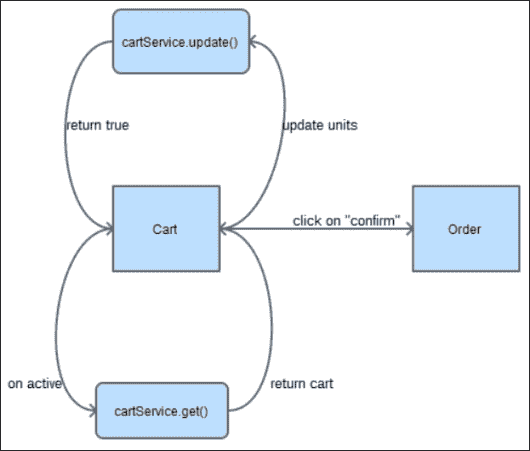 cartService.update()
return true
update units
Cart
click on "confirm"
Order
on active
return cart
cartService.get()